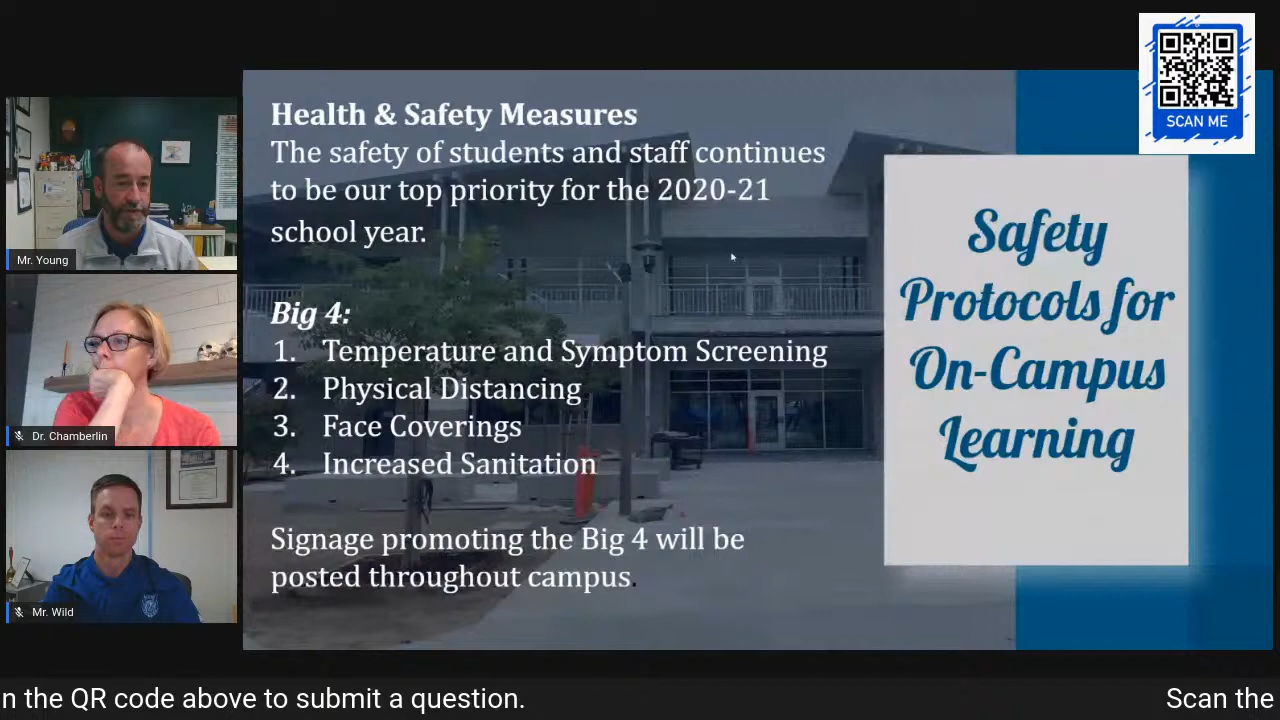 SCAN ME
Mr. Young
Dr. Chamberlin
Mr. Wild
Health & Safety Measures
The safety of students and staff continues
to be our top priority for the 2020-21
school year.
Big 4:
1. Temperature and Symptom Screening
2. Physical Distancing
3. Face Coverings
4. Increased Sanitation
Signage promoting the Big 4 will be
posted throughout campus.
Safety
Protocols for
On-Campus
Learning
n the QR code above to submit a question.
Scan the